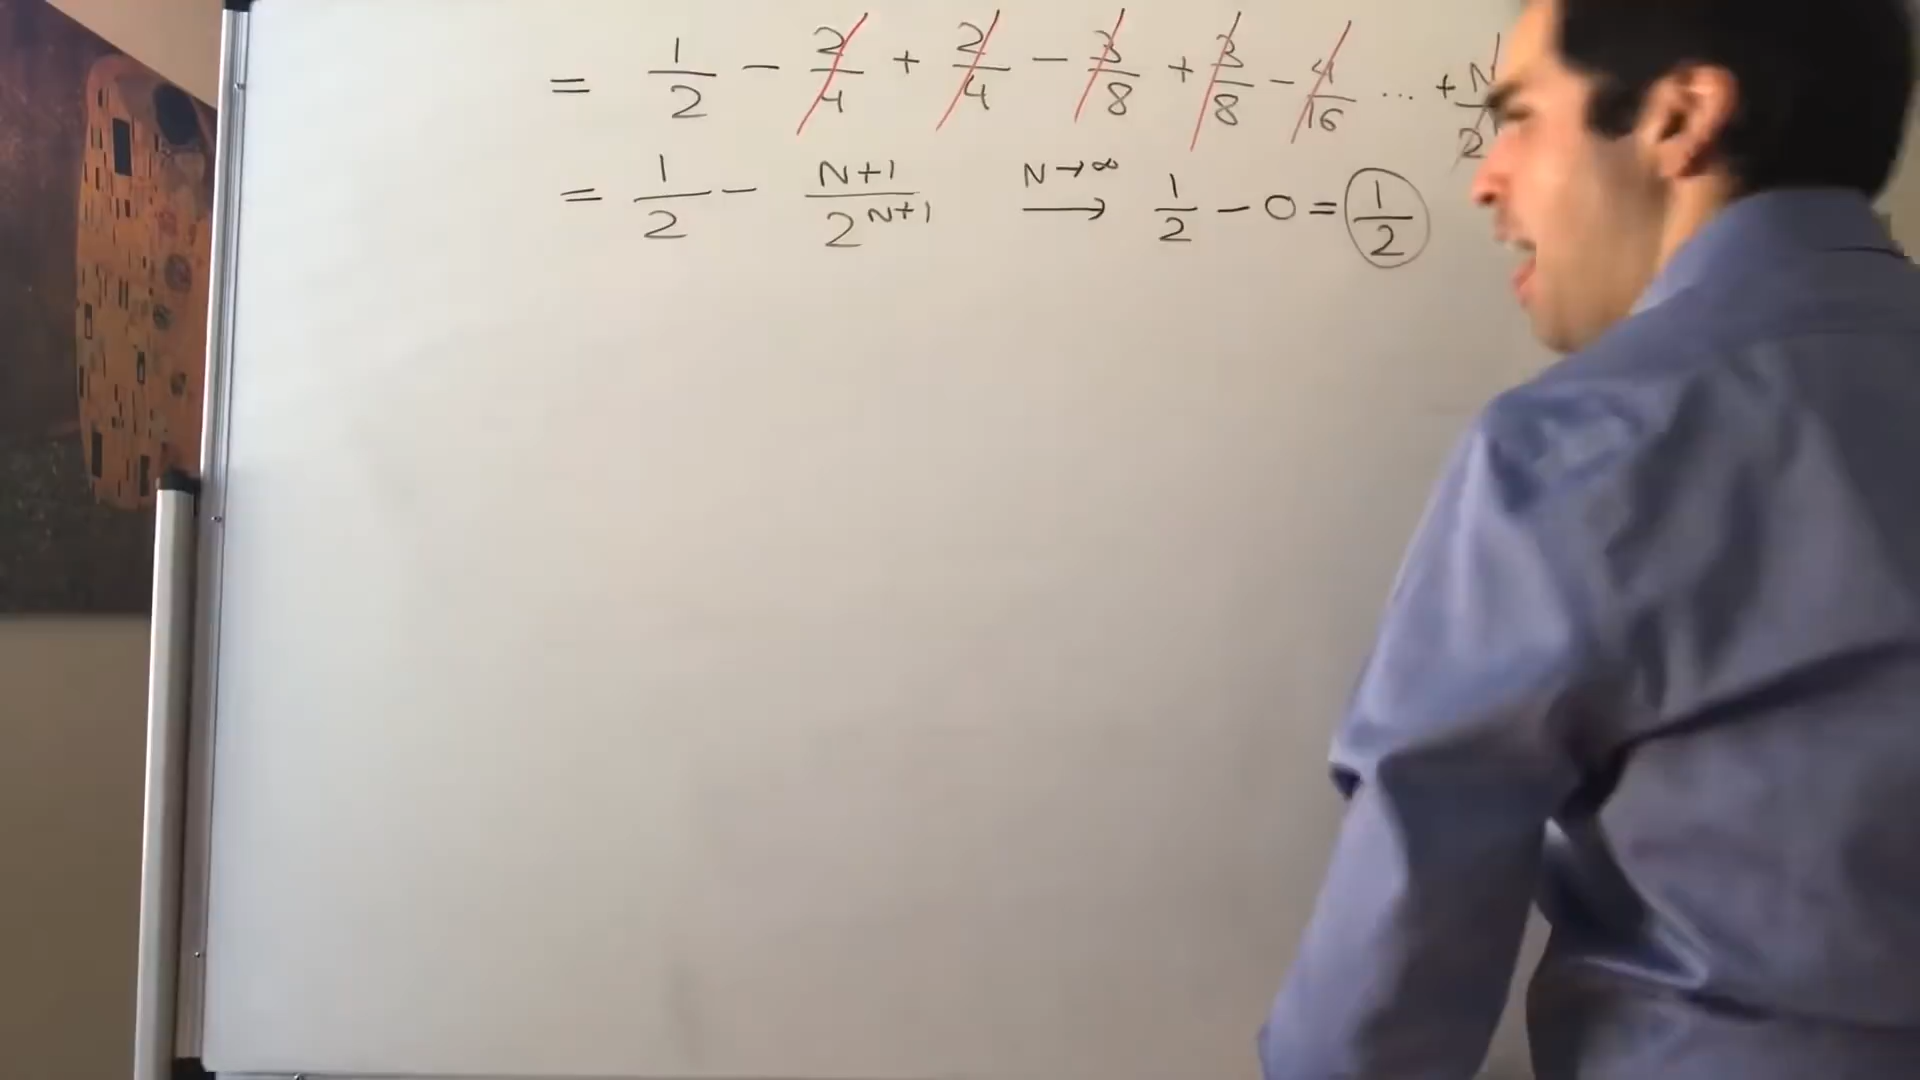 = 1/2 − 2/4 + 2/4 − 3/8 + 3/8 − 4/16 ... + N/2
= 1/2 − N+1/2^(N+1) N→∞ ⟶ 1/2 − 0 = 1/2